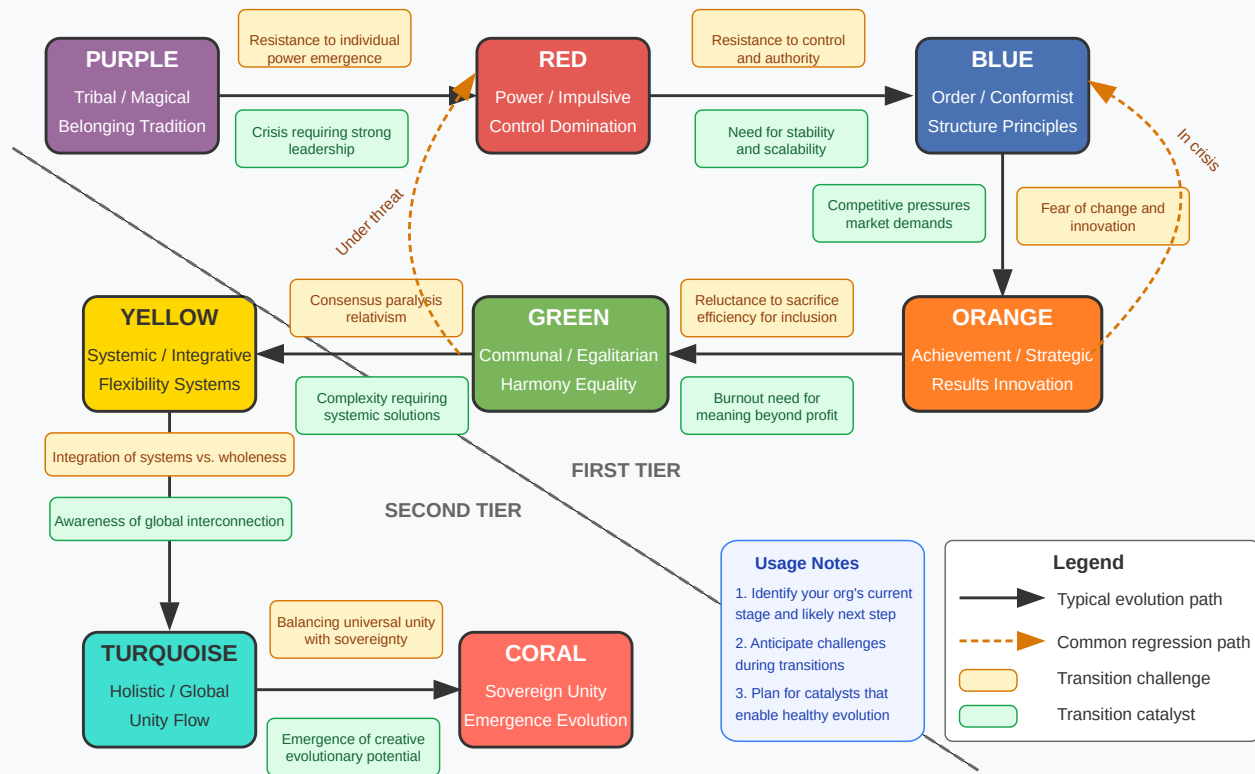 PURPLE
Tribal / Magical
Belonging Tradition
Resistance to individual
power emergence
Crisis requiring strong
leadership
RED
Power / Impulsive
Control Domination
Resistance to control
and authority
Need for stability
and scalability
BLUE
Order / Conformist
Structure Principles
In crisis
Under threat
Competitive pressures
market demands
Fear of change and
innovation
YELLOW
Systemic / Integrative
Flexibility Systems
Consensus paralysis
relativism
Complexity requiring
systemic solutions
GREEN
Communal / Egalitarian
Harmony Equality
Reluctance to sacrifice
efficiency for inclusion
Burnout need for
meaning beyond profit
ORANGE
Achievement / Strategic
Results Innovation
Integration of systems vs. wholeness
Awareness of global interconnection
FIRST TIER
SECOND TIER
TURQUOISE
Holistic / Global
Unity Flow
Balancing universal unity
with sovereignty
Emergence of creative
evolutionary potential
CORAL
Sovereign Unity
Emergence Evolution
Usage Notes
1. Identify your org's current
stage and likely next step
2. Anticipate challenges
during transitions
3. Plan for catalysts that
enable healthy evolution
Legend
Typical evolution path
Common regression path
Transition challenge
Transition catalyst